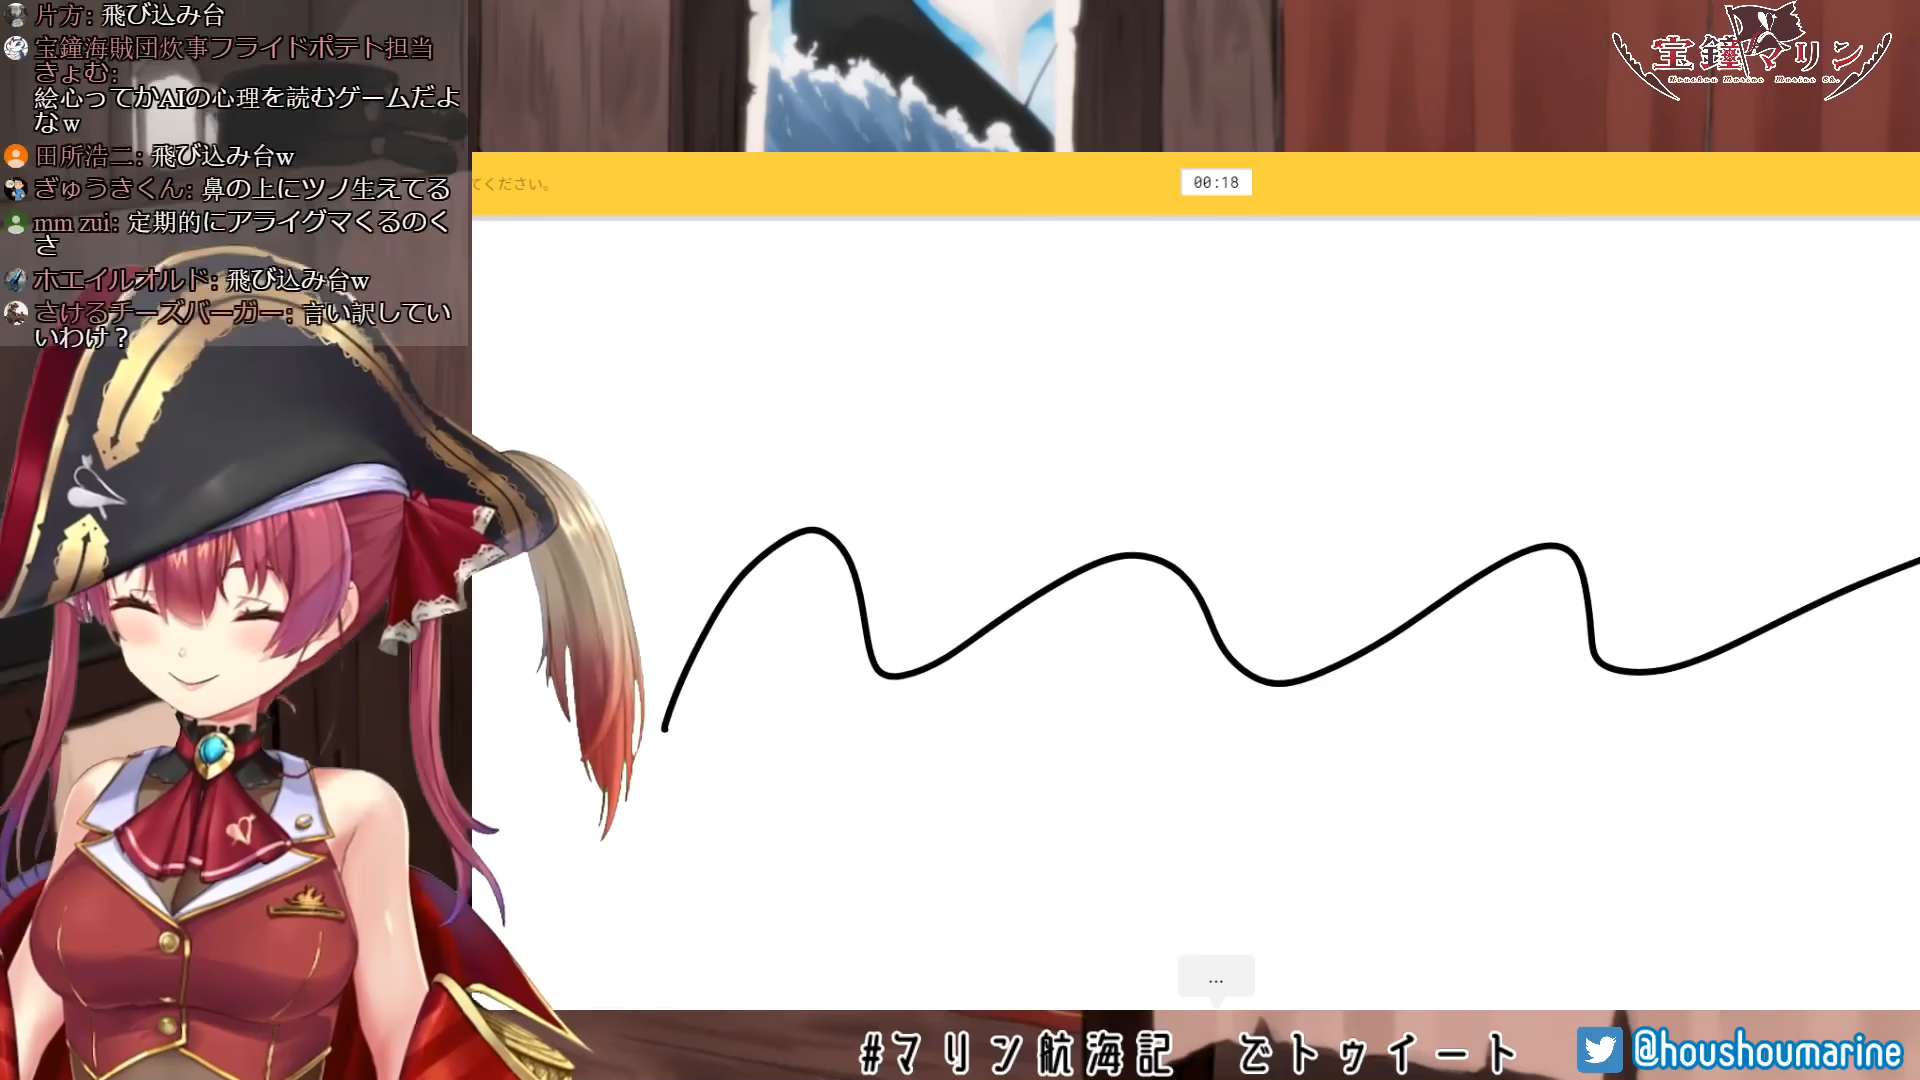 片方: 飛び込み台
宝鐘海賊団炊事フライドポテト担当
きょむ:
絵心ってかAIの心理を読むゲームだよ
なw
田所浩二: 飛び込み台w
ぎゅうきくん: 鼻の上にツノ生えてる
mm zui: 定期的にアライグマくるのく
さ
ホエイルオルド: 飛び込み台w
さけるチーズバーガー: 言い訳してい
いわけ？
宝鐘マリン
Houshou Marine Marine Ch.
てください。
00:18
...
#マリン航海記 でトゥイート
@houshoumarine